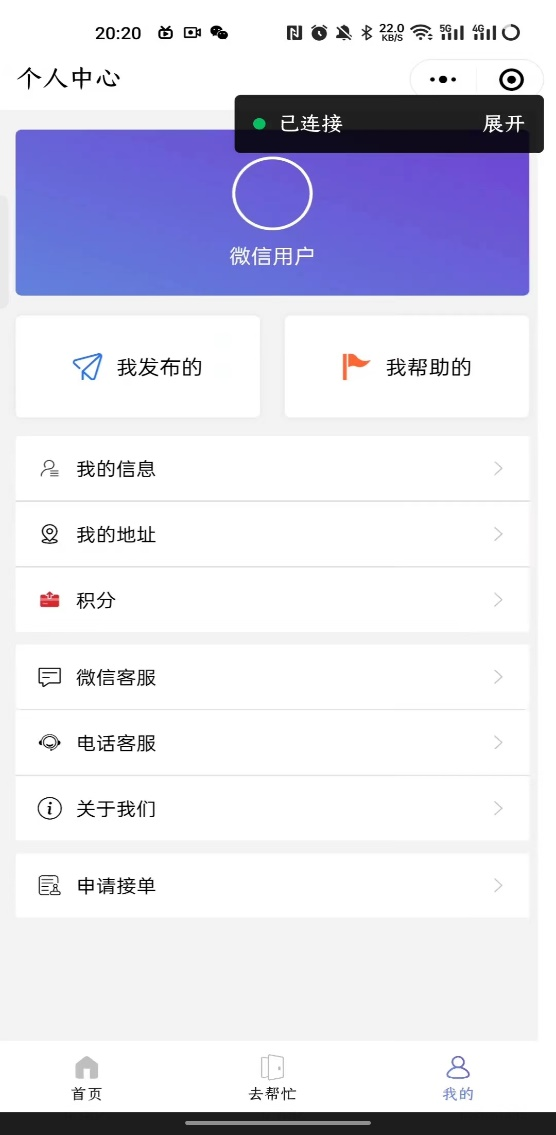 20:20 22.0 KB/S 5G 4G
个人中心
已连接 展开
微信用户
我发布的 我帮助的
我的信息
我的地址
积分
微信客服
电话客服
关于我们
申请接单
首页 去帮忙 我的